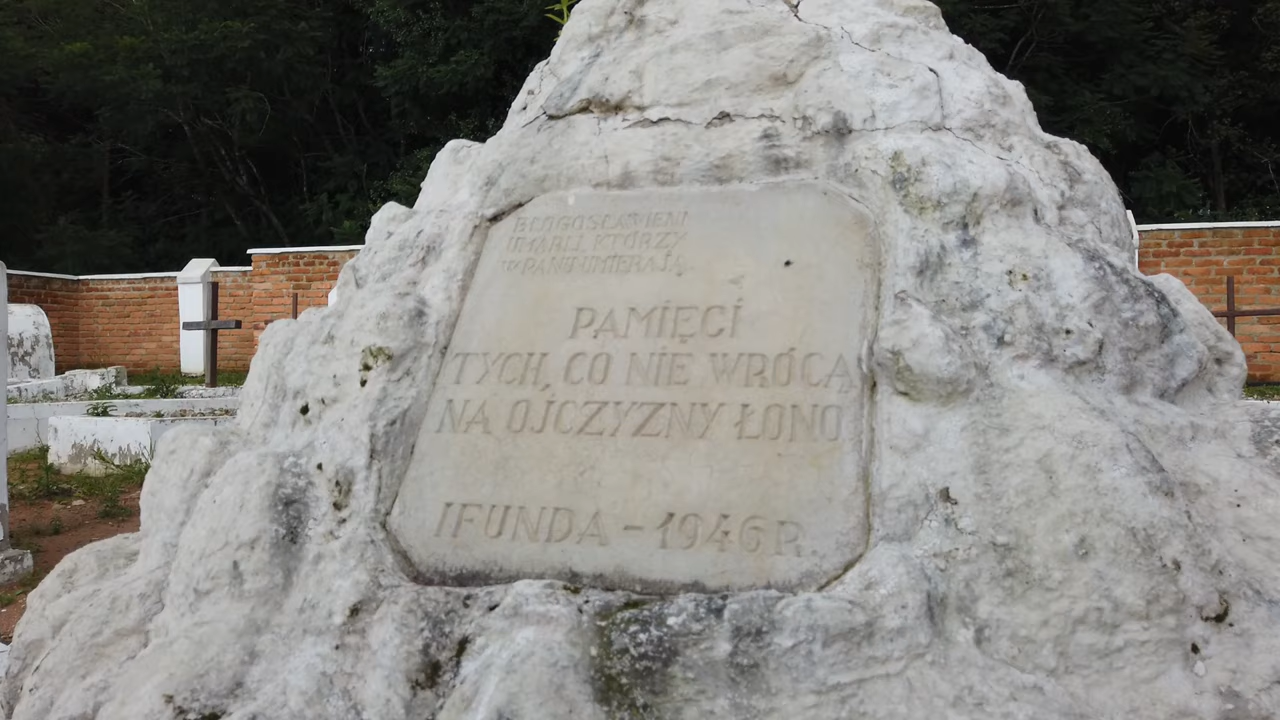 BŁOGOSŁAWIENI
UMARLI, KTÓRZY
W PANU UMIERAJĄ
PAMIĘCI
TYCH, CO NIE WRÓCĄ
NA OJCZYZNY ŁONO
IFUNDA – 1946 R.